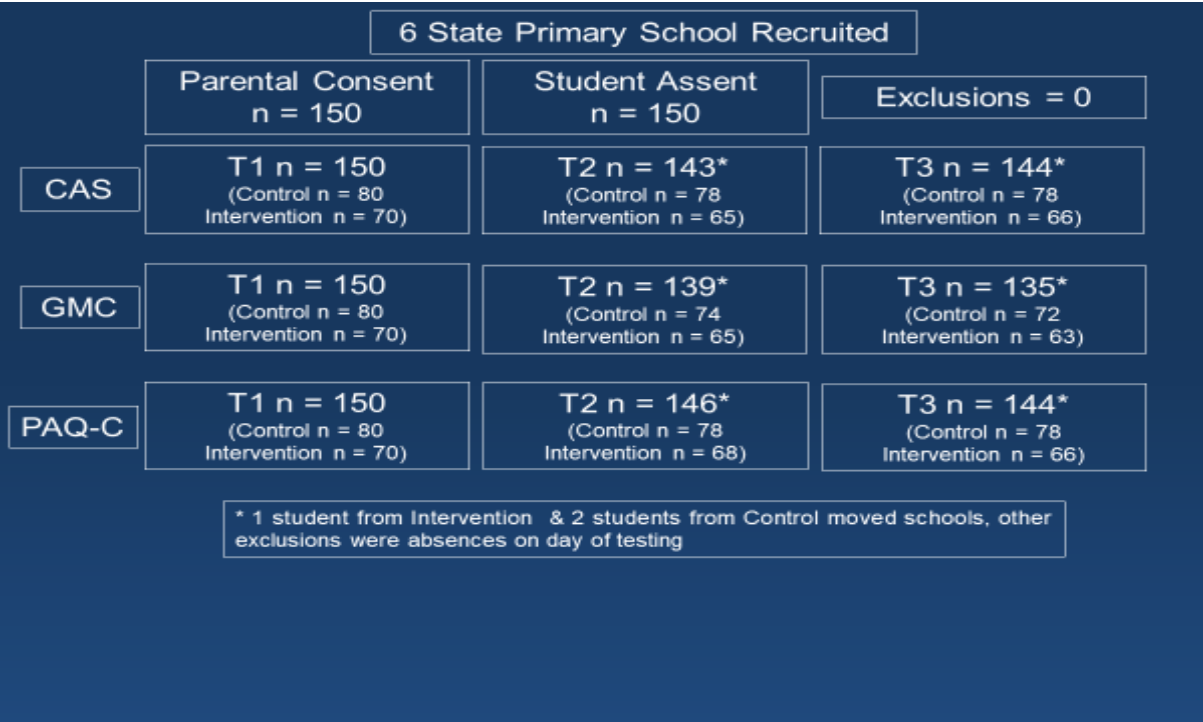 6 State Primary School Recruited
Parental Consent
n = 150
Student Assent
n = 150
Exclusions = 0
CAS
T1 n = 150
(Control n = 80
Intervention n = 70)
T2 n = 143*
(Control n = 78
Intervention n = 65)
T3 n = 144*
(Control n = 78
Intervention n = 66)
GMC
T1 n = 150
(Control n = 80
Intervention n = 70)
T2 n = 139*
(Control n = 74
Intervention n = 65)
T3 n = 135*
(Control n = 72
Intervention n = 63)
PAQ-C
T1 n = 150
(Control n = 80
Intervention n = 70)
T2 n = 146*
(Control n = 78
Intervention n = 68)
T3 n = 144*
(Control n = 78
Intervention n = 66)
* 1 student from Intervention & 2 students from Control moved schools, other
exclusions were absences on day of testing